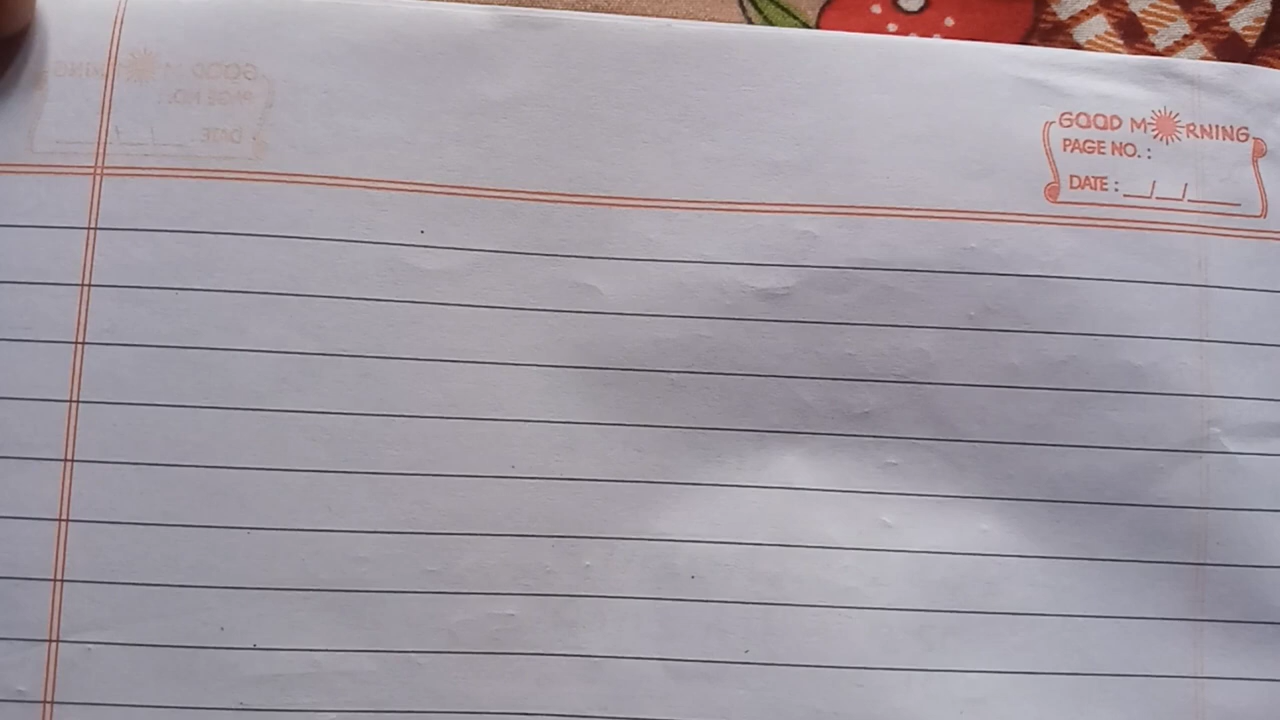 GOOD MORNING
PAGE NO. :
DATE : __/__/____